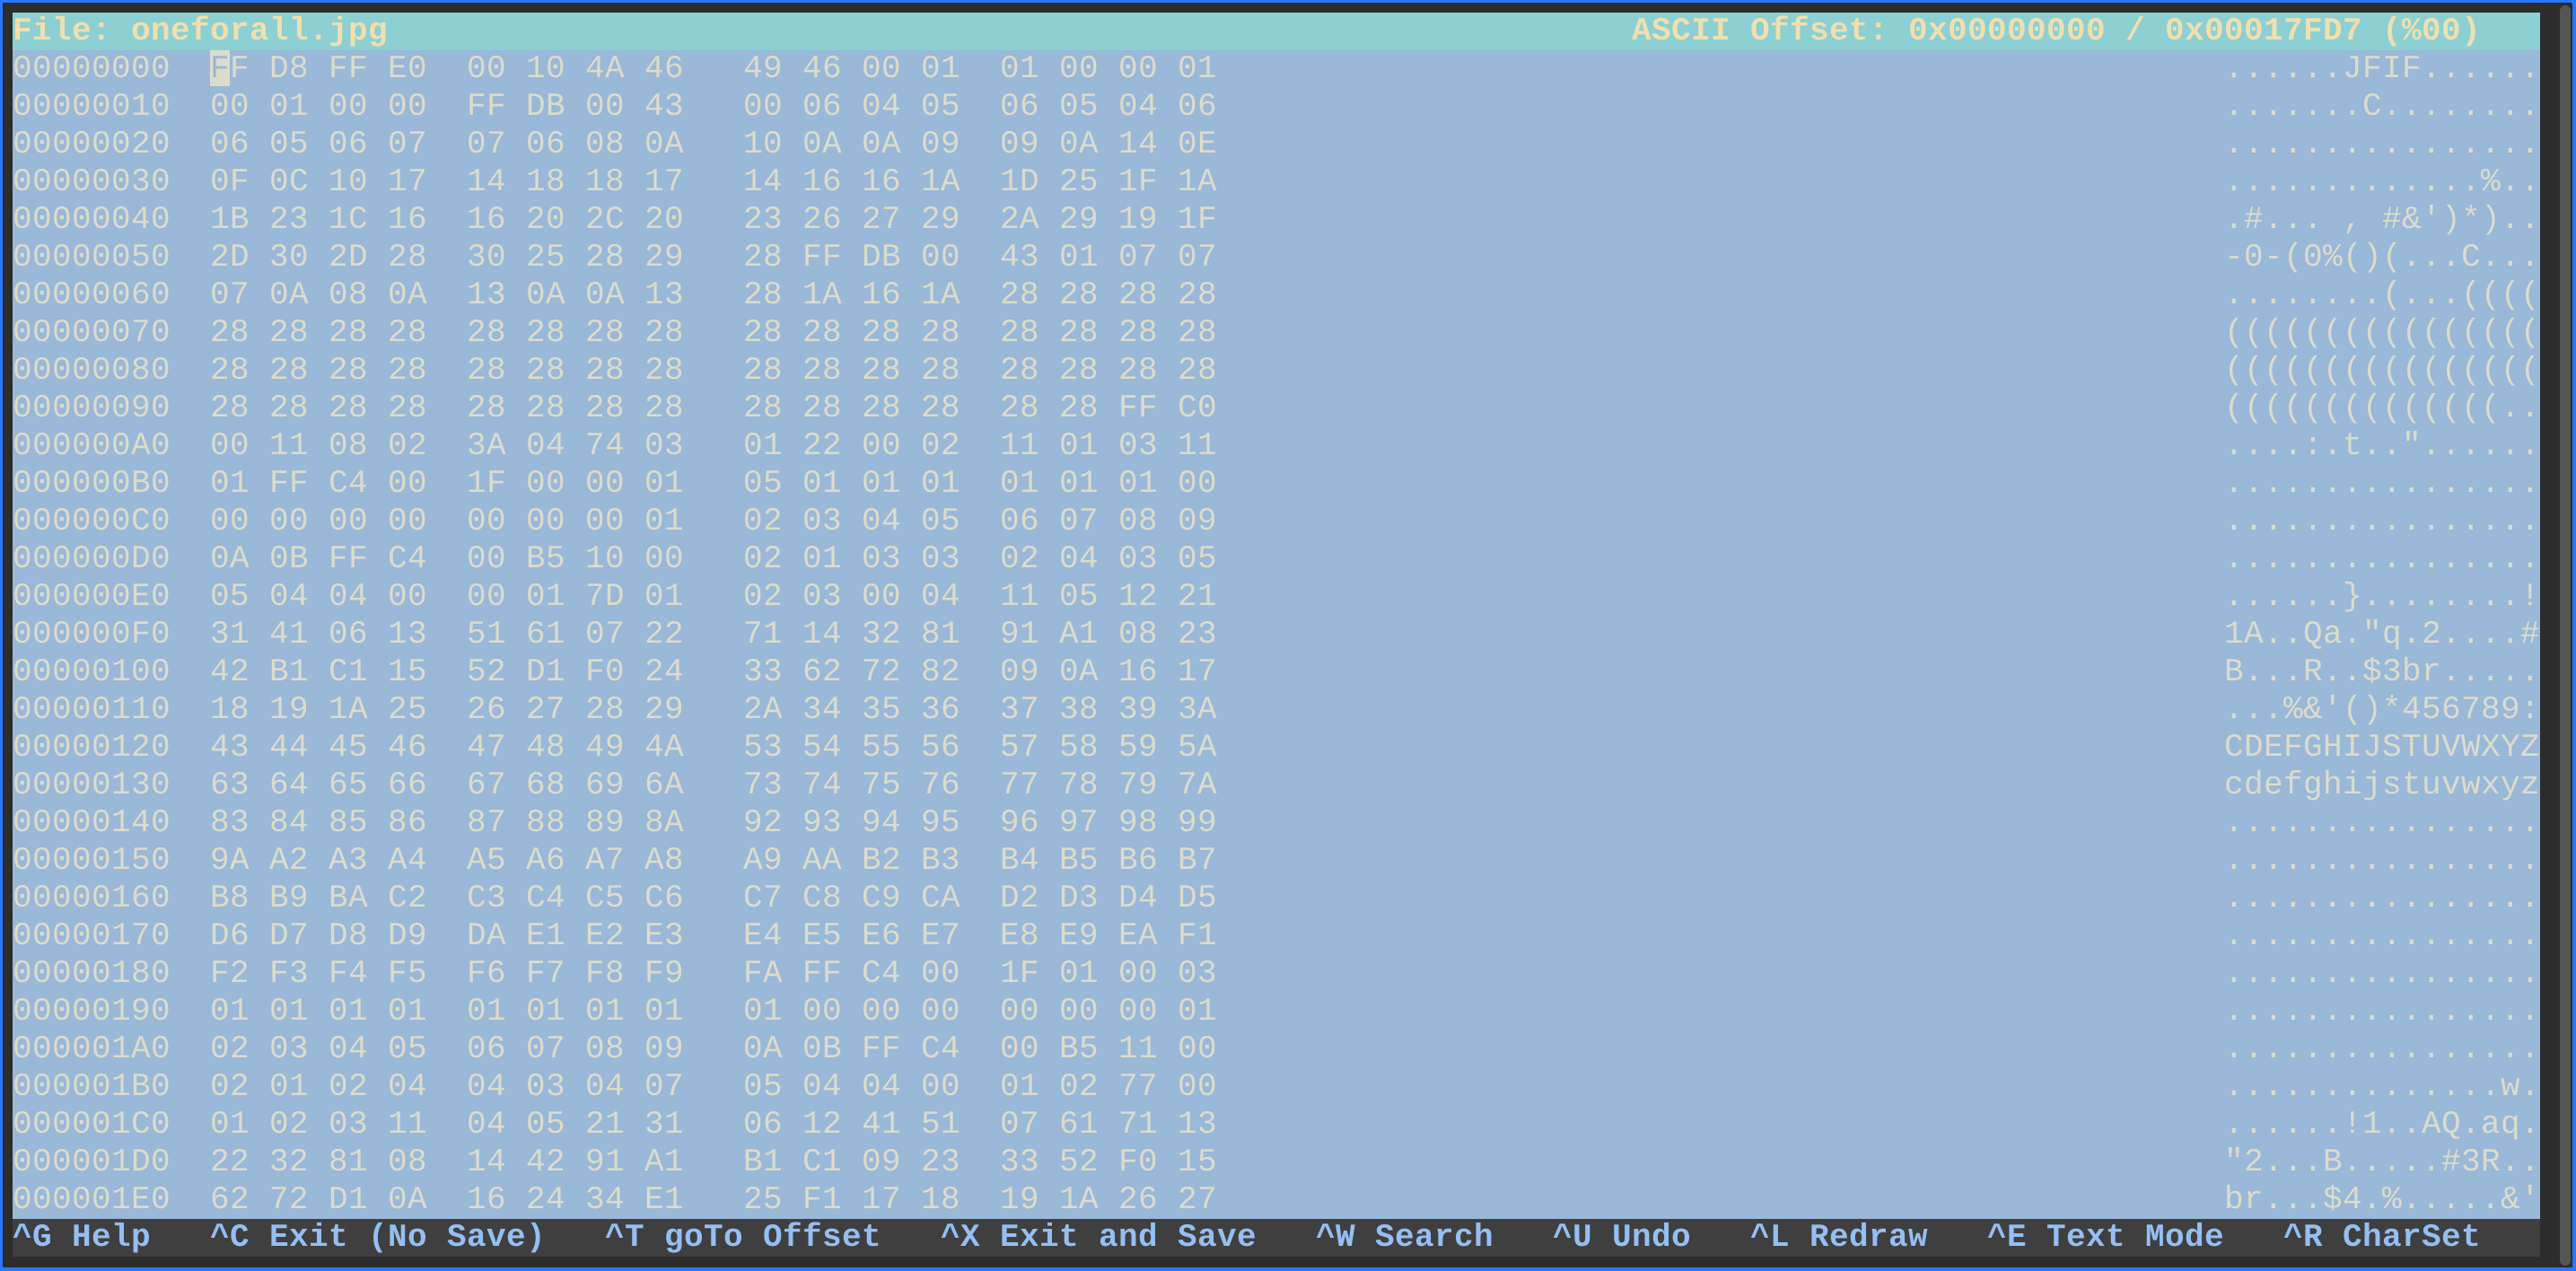 File: oneforall.jpg ASCII Offset: 0x00000000 / 0x00017FD7 (%00)
00000000 FF D8 FF E0 00 10 4A 46 49 46 00 01 01 00 00 01 ......JFIF......
00000010 00 01 00 00 FF DB 00 43 00 06 04 05 06 05 04 06 .......C........
00000020 06 05 06 07 07 06 08 0A 10 0A 0A 09 09 0A 14 0E ................
00000030 0F 0C 10 17 14 18 18 17 14 16 16 1A 1D 25 1F 1A .............%..
00000040 1B 23 1C 16 16 20 2C 20 23 26 27 29 2A 29 19 1F .#... , #&')*)..
00000050 2D 30 2D 28 30 25 28 29 28 FF DB 00 43 01 07 07 -0-(0%()(...C...
00000060 07 0A 08 0A 13 0A 0A 13 28 1A 16 1A 28 28 28 28 ........(...((((
00000070 28 28 28 28 28 28 28 28 28 28 28 28 28 28 28 28 ((((((((((((((((
00000080 28 28 28 28 28 28 28 28 28 28 28 28 28 28 28 28 ((((((((((((((((
00000090 28 28 28 28 28 28 28 28 28 28 28 28 28 28 FF C0 ((((((((((((((..
000000A0 00 11 08 02 3A 04 74 03 01 22 00 02 11 01 03 11 ....:.t.."......
000000B0 01 FF C4 00 1F 00 00 01 05 01 01 01 01 01 01 00 ................
000000C0 00 00 00 00 00 00 00 01 02 03 04 05 06 07 08 09 ................
000000D0 0A 0B FF C4 00 B5 10 00 02 01 03 03 02 04 03 05 ................
000000E0 05 04 04 00 00 01 7D 01 02 03 00 04 11 05 12 21 ......}........!
000000F0 31 41 06 13 51 61 07 22 71 14 32 81 91 A1 08 23 1A..Qa."q.2....#
00000100 42 B1 C1 15 52 D1 F0 24 33 62 72 82 09 0A 16 17 B...R..$3br.....
00000110 18 19 1A 25 26 27 28 29 2A 34 35 36 37 38 39 3A ...%&'()*456789:
00000120 43 44 45 46 47 48 49 4A 53 54 55 56 57 58 59 5A CDEFGHIJSTUVWXYZ
00000130 63 64 65 66 67 68 69 6A 73 74 75 76 77 78 79 7A cdefghijstuvwxyz
00000140 83 84 85 86 87 88 89 8A 92 93 94 95 96 97 98 99 ................
00000150 9A A2 A3 A4 A5 A6 A7 A8 A9 AA B2 B3 B4 B5 B6 B7 ................
00000160 B8 B9 BA C2 C3 C4 C5 C6 C7 C8 C9 CA D2 D3 D4 D5 ................
00000170 D6 D7 D8 D9 DA E1 E2 E3 E4 E5 E6 E7 E8 E9 EA F1 ................
00000180 F2 F3 F4 F5 F6 F7 F8 F9 FA FF C4 00 1F 01 00 03 ................
00000190 01 01 01 01 01 01 01 01 01 00 00 00 00 00 00 01 ................
000001A0 02 03 04 05 06 07 08 09 0A 0B FF C4 00 B5 11 00 ................
000001B0 02 01 02 04 04 03 04 07 05 04 04 00 01 02 77 00 ..............w.
000001C0 01 02 03 11 04 05 21 31 06 12 41 51 07 61 71 13 ......!1..AQ.aq.
000001D0 22 32 81 08 14 42 91 A1 B1 C1 09 23 33 52 F0 15 "2...B.....#3R..
000001E0 62 72 D1 0A 16 24 34 E1 25 F1 17 18 19 1A 26 27 br...$4.%.....&'
^G Help ^C Exit (No Save) ^T goTo Offset ^X Exit and Save ^W Search ^U Undo ^L Redraw ^E Text Mode ^R CharSet